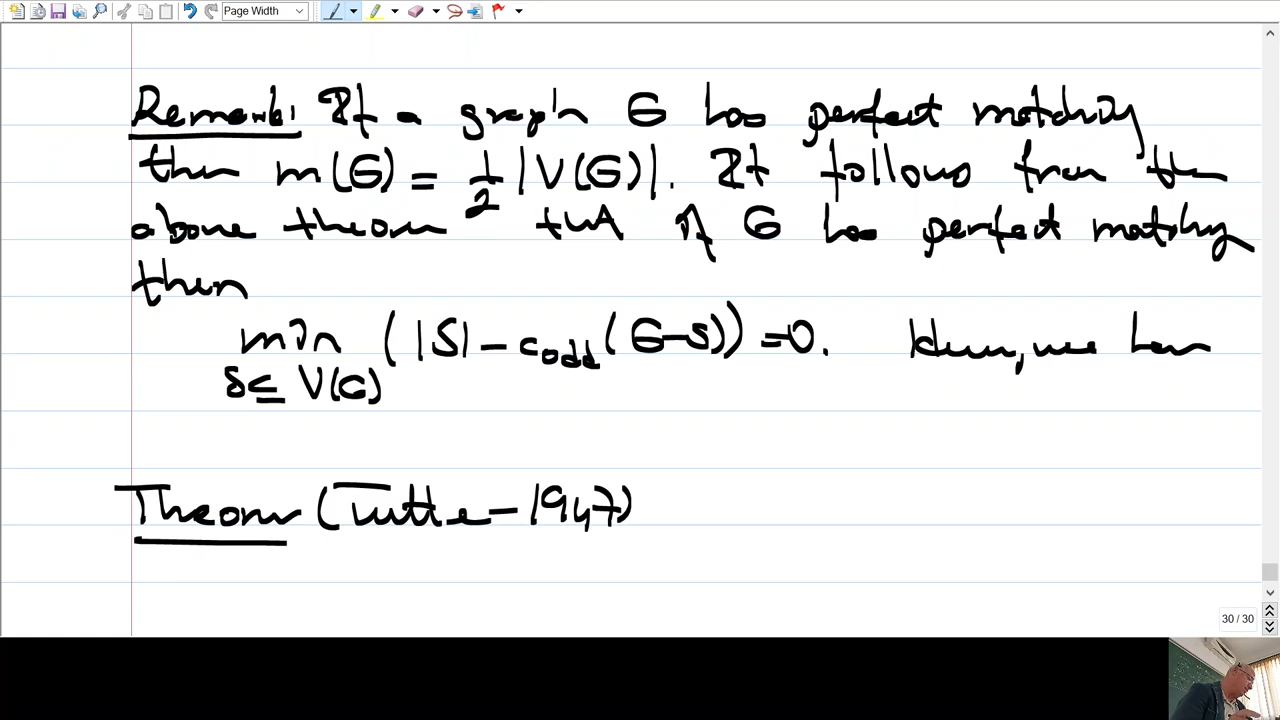 Page Width
Remark: If a graph G has perfect matching
then m(G) = 1/2 |V(G)|. It follows from the
above theorem that if G has perfect matching
then
min (|S| - c_odd (G-S)) = 0. Hence, we have
S ⊆ V(G)
Theorem (Tutte - 1947)
30 / 30